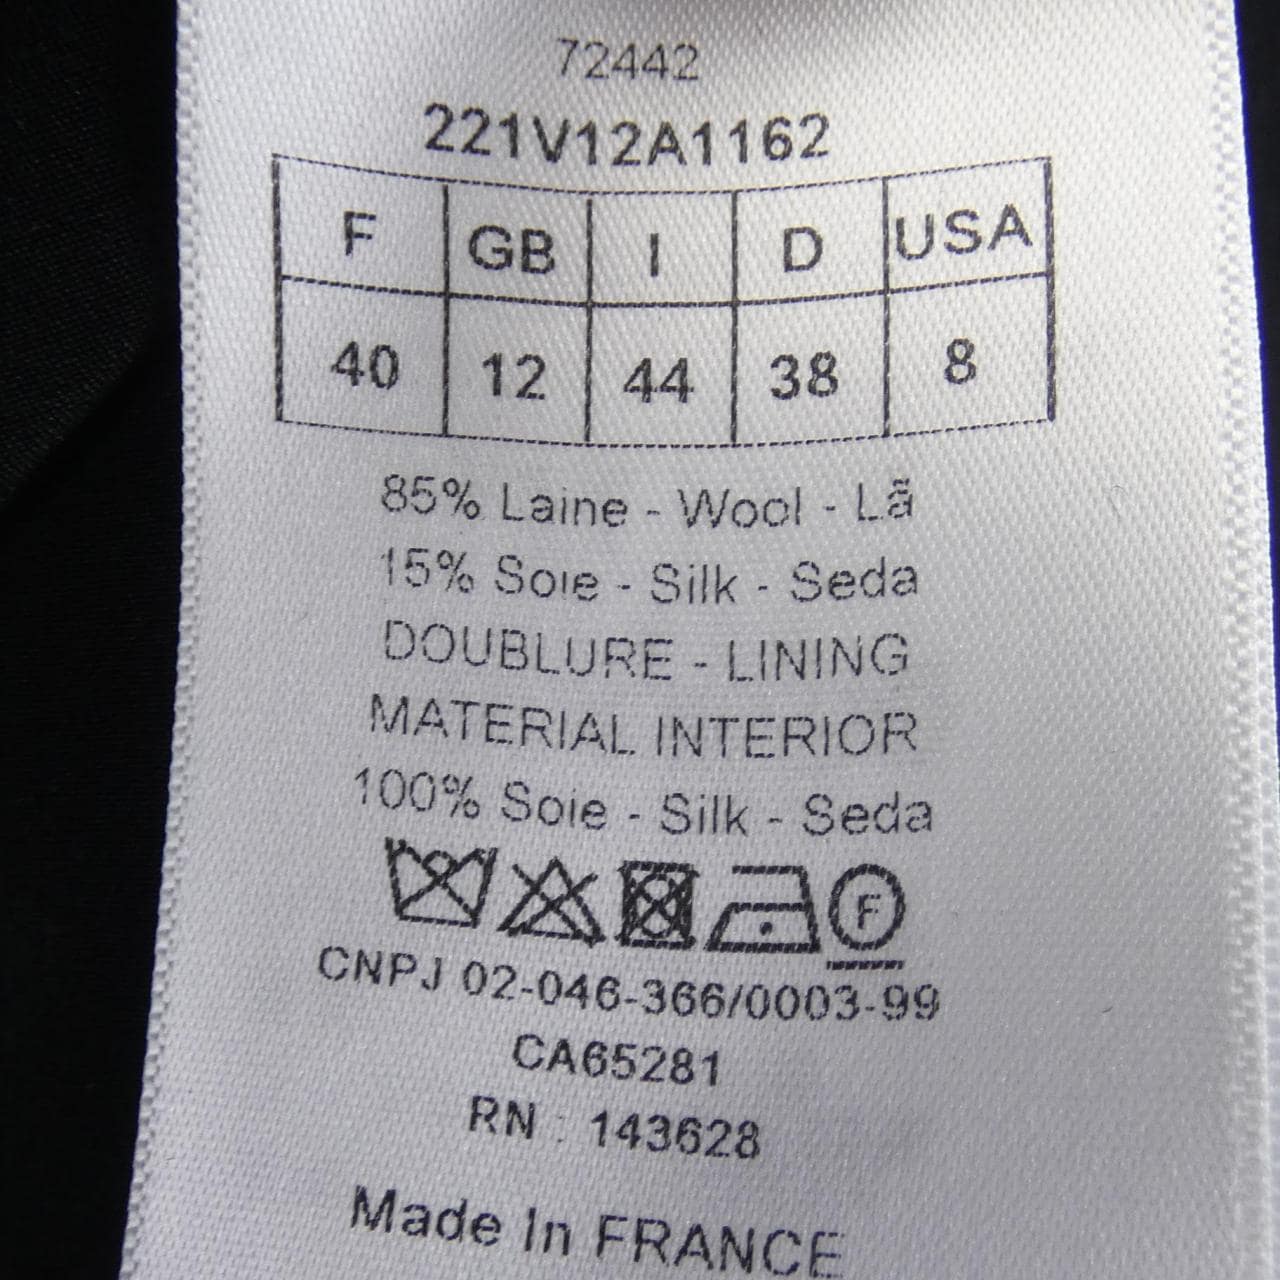 72442
221V12A1162
F GB I D USA
40 12 44 38 8
85% Laine - Wool - Lã
15% Soie - Silk - Seda
DOUBLURE - LINING
MATERIAL INTERIOR
100% Soie - Silk - Seda
F
CNPJ 02-046-366/0003-99
CA65281
RN : 143628
Made In FRANCE